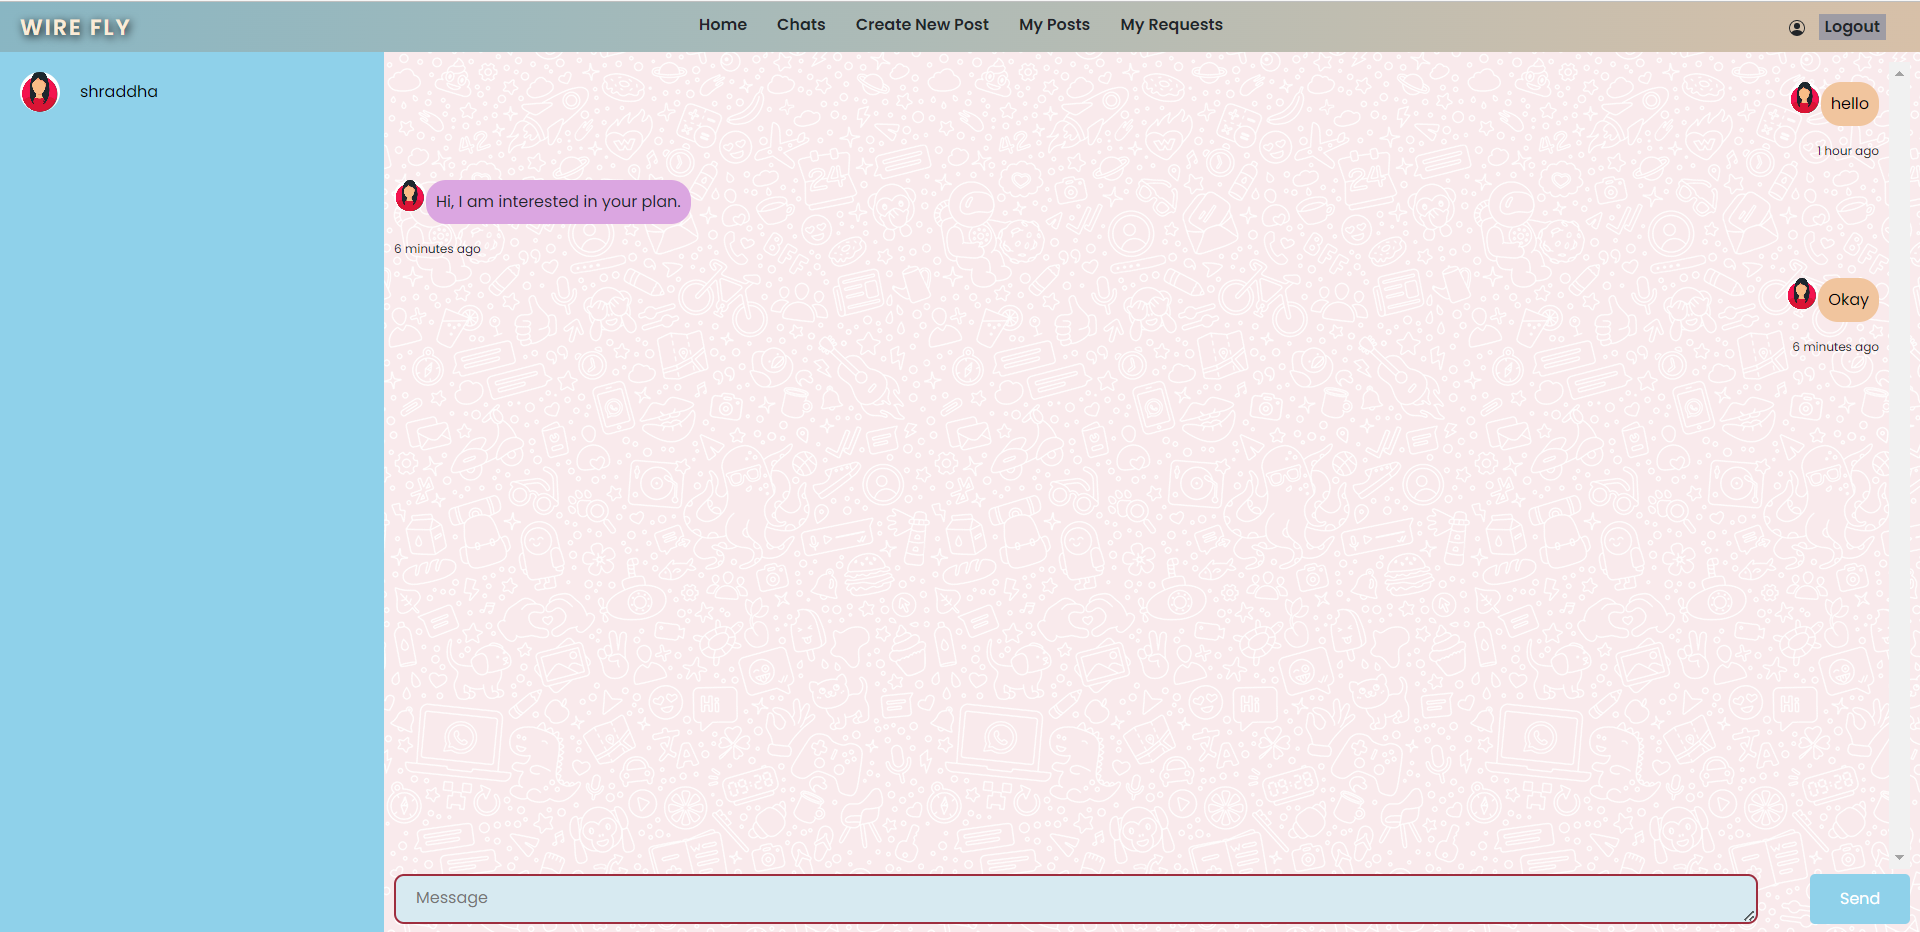 WIRE FLY
Home Chats Create New Post My Posts My Requests
Logout
shraddha
hello
1 hour ago
Hi, I am interested in your plan.
6 minutes ago
Okay
6 minutes ago
Message
Send